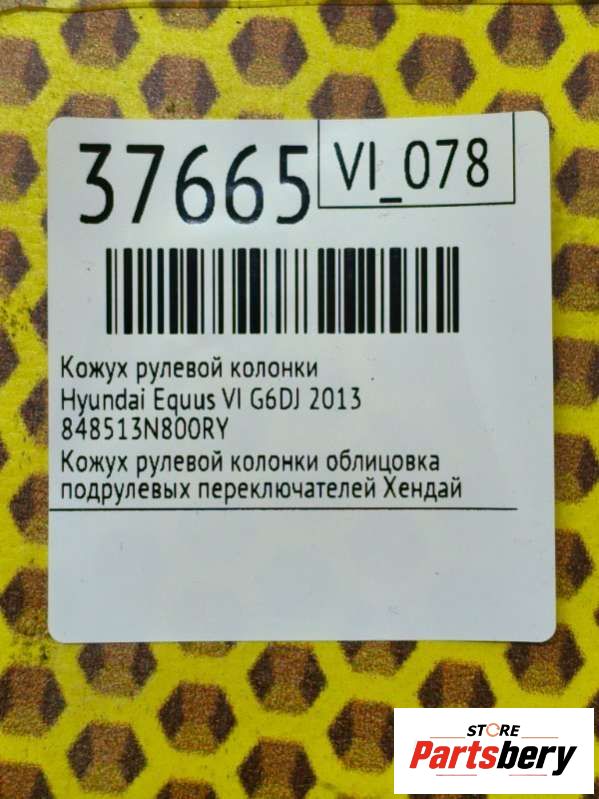 37665
VI_078
Кожух рулевой колонки
Hyundai Equus VI G6DJ 2013
848513N800RY
Кожух рулевой колонки облицовка
подрулевых переключателей Хендай
STORE
Partsbery